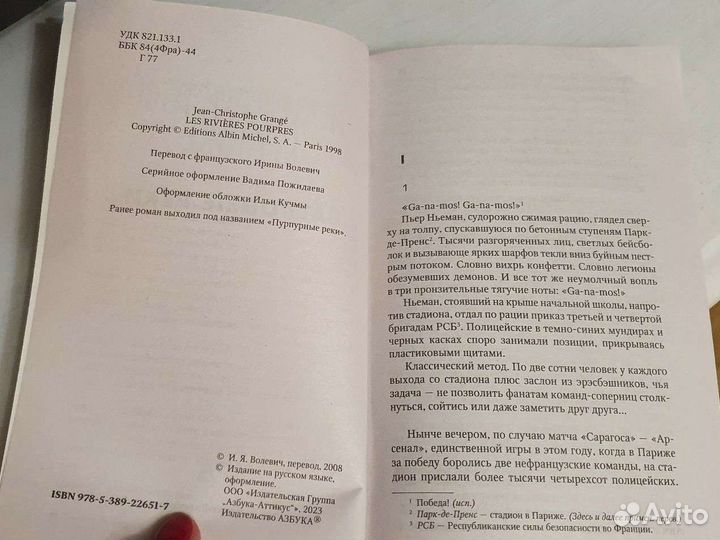 УДК 821.133.1
ББК 84(4Фра)-44
Г 77
Jean-Christophe Grangé
LES RIVIÈRES POURPRES
Copyright © Editions Albin Michel, S. A. — Paris 1998
Перевод с французского Ирины Волевич
Серийное оформление Вадима Пожидаева
Оформление обложки Ильи Кучмы
Ранее роман выходил под названием «Пурпурные реки».
© И. Я. Волевич, перевод, 2008
© Издание на русском языке,
оформление.
ООО «Издательская Группа
„Азбука-Аттикус“», 2023
Издательство АЗБУКА®
ISBN 978-5-389-22651-7
I
1
«Ga-na-mos! Ga-na-mos!»¹
Пьер Ньеман, судорожно сжимая рацию, глядел свер-
ху на толпу, спускавшуюся по бетонным ступеням Парк-
де-Пренс². Тысячи разгоряченных лиц, светлых бейсбо-
лок и вызывающе ярких шарфов текли вниз буйным пест-
рым потоком. Словно вихрь конфетти. Словно легионы
обезумевших демонов. И все тот же неумолчный вопль
в три пронзительные тягучие ноты: «Ga-na-mos!»
Ньеман, стоявший на крыше начальной школы, напро-
тив стадиона, отдал по рации приказ третьей и четвертой
бригадам РСБ³. Полицейские в темно-синих мундирах и
черных касках споро занимали позиции, прикрываясь
пластиковыми щитами.
Классический метод. По две сотни человек у каждого
выхода со стадиона плюс заслон из эрэсбэшников, чья
задача — не позволить фанатам команд-соперниц столк-
нуться, сойтись или даже заметить друг друга...
Нынче вечером, по случаю матча «Сарагоса» — «Ар-
сенал», единственной игры в этом году, когда в Париже
за победу боролись две нефранцузские команды, на ста-
дион прислали более тысячи четырехсот полицейских.
¹ Победа! (исп.)
² Парк-де-Пренс — стадион в Париже. (Здесь и далее примеч. перев.)
³ РСБ — Республиканские силы безопасности во Франции.
Avito